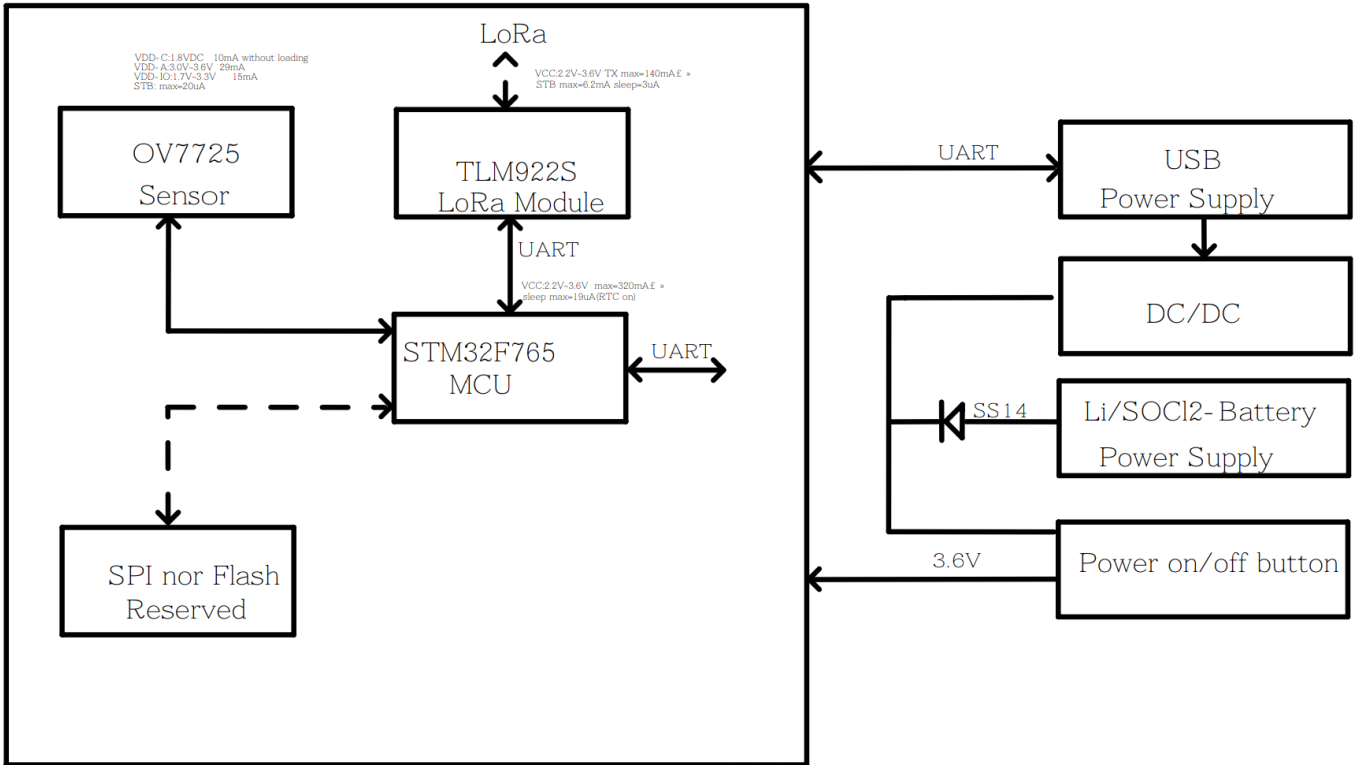 LoRa
VDD-C:1.8VDC 10mA without loading
VDD-A:3.0V~3.6V 29mA
VDD-IO:1.7V~3.3V 15mA
STB: max=20uA
VCC:2.2V~3.6V TX max=140mA£ »
STB max=6.2mA sleep=3uA
OV7725
Sensor
TLM922S
LoRa Module
UART
USB
Power Supply
UART
VCC:2.2V~3.6V max=320mA£ »
sleep max=19uA(RTC on)
DC/DC
STM32F765
MCU
UART
SS14
Li/SOCl2-Battery
Power Supply
SPI nor Flash
Reserved
3.6V
Power on/off button